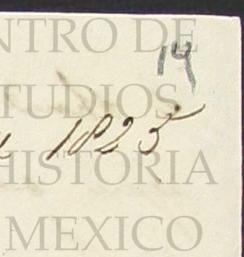 NTRO DE
14
TUDIOS
1825
HISTORIA
MEXICO